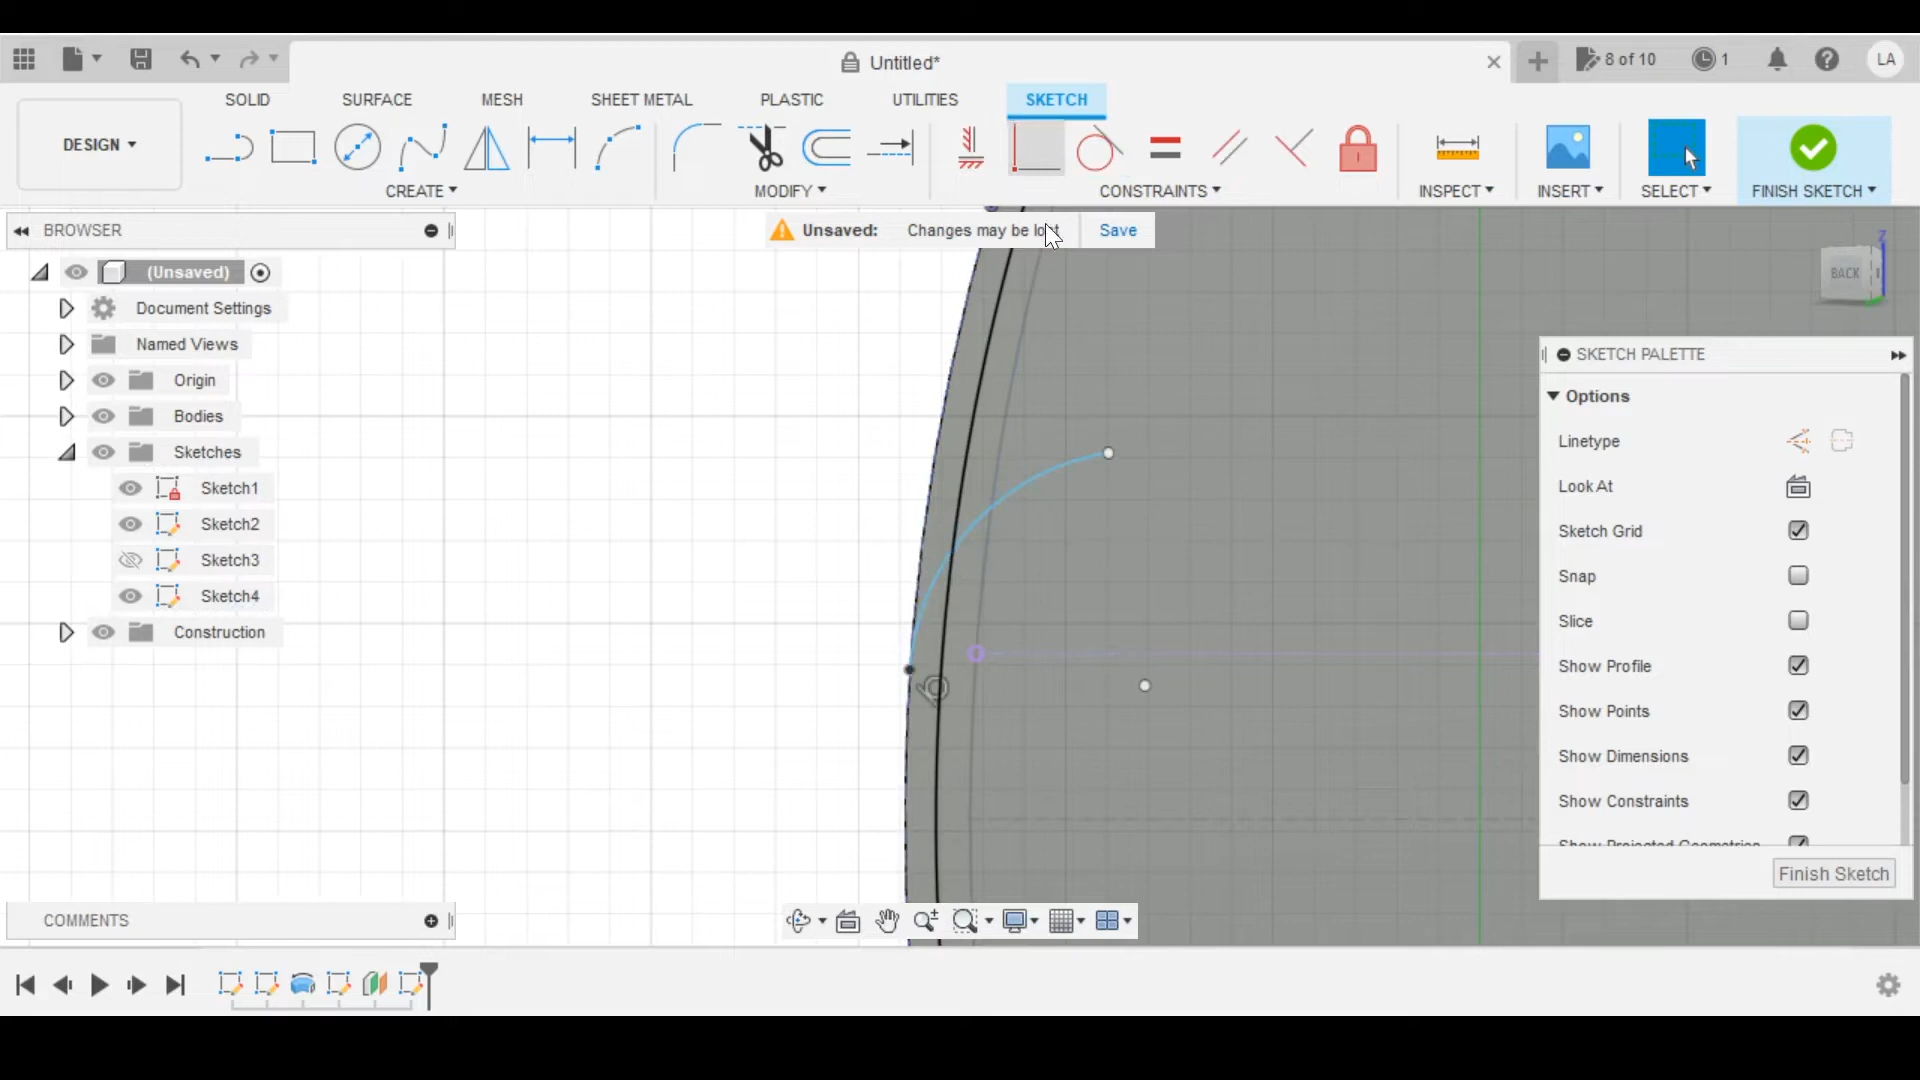 Untitled*
8 of 10
1
LA
DESIGN
SOLID
SURFACE
MESH
SHEET METAL
PLASTIC
UTILITIES
SKETCH
CREATE
MODIFY
CONSTRAINTS
INSPECT
INSERT
SELECT
FINISH SKETCH
BROWSER
Unsaved: Changes may be lost
Save
(Unsaved)
Document Settings
Named Views
Origin
Bodies
Sketches
Sketch1
Sketch2
Sketch3
Sketch4
Construction
Z
BACK
SKETCH PALETTE
Options
Linetype
Look At
Sketch Grid
Snap
Slice
Show Profile
Show Points
Show Dimensions
Show Constraints
Show Projected Geometries
Finish Sketch
COMMENTS